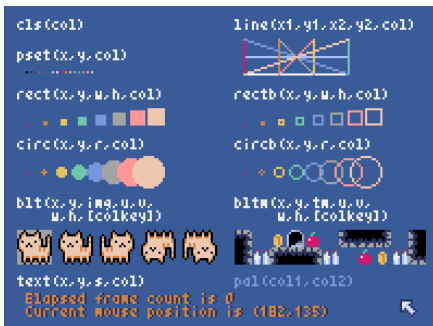 cls(col)
line(x1,y1,x2,y2,col)
pset(x,y,col)
rect(x,y,w,h,col)
rectb(x,y,w,h,col)
circ(x,y,r,col)
circb(x,y,r,col)
blt(x,y,img,u,v,
w,h,[colkey])
bltm(x,y,tm,u,v,
w,h,[colkey])
text(x,y,s,col)
pal(col1,col2)
Elapsed frame count is 0
Current mouse position is (182,135)